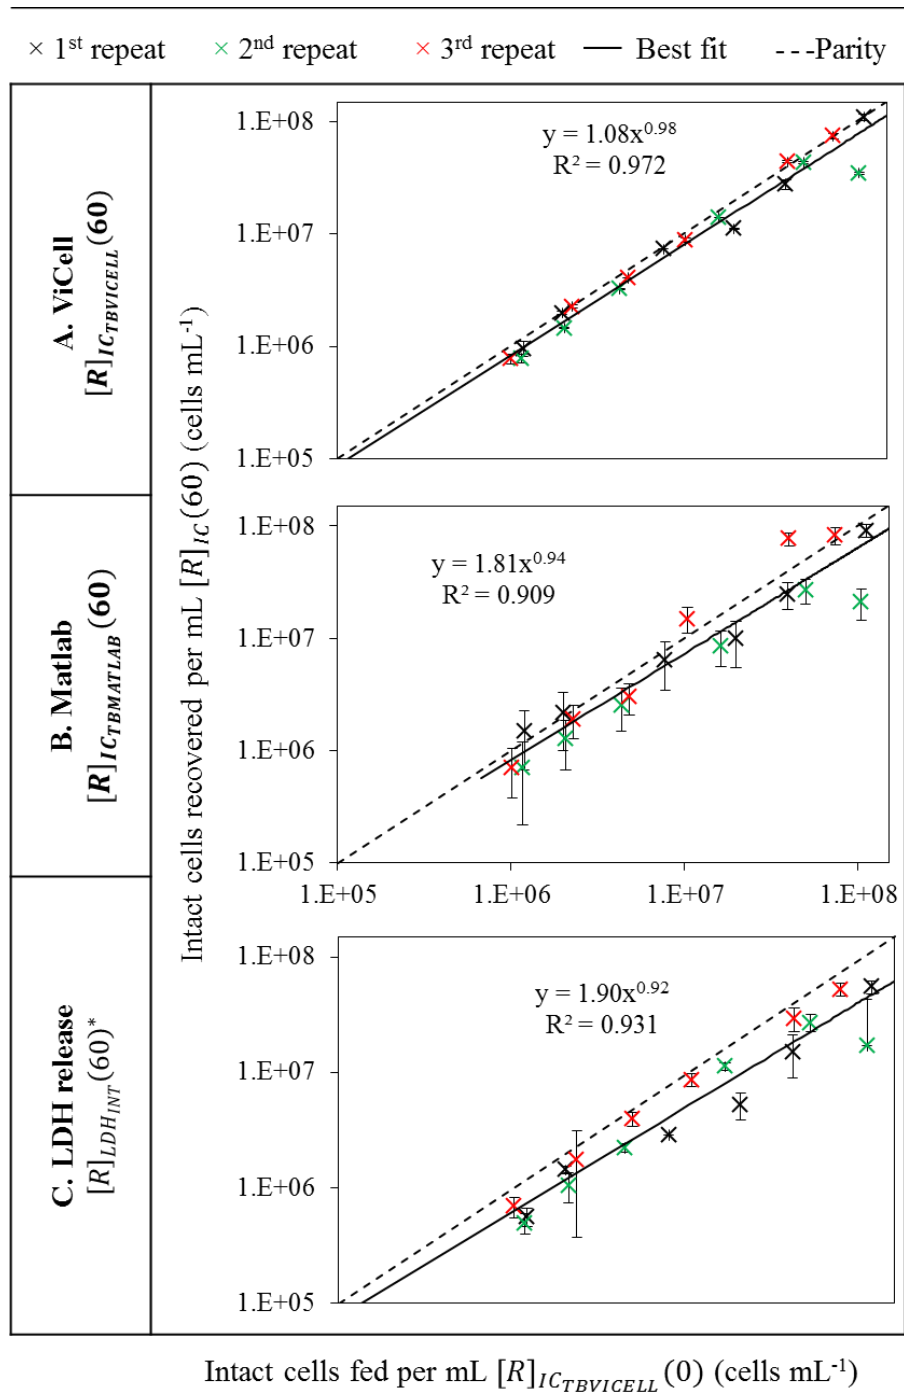 × 1st repeat × 2nd repeat × 3rd repeat — Best fit ---Parity
A. ViCell
[R]ICTBVICELL(60)
B. Matlab
[R]ICTBMATLAB(60)
C. LDH release
[R]LDHINT(60)*
Intact cells recovered per mL [R]IC(60) (cells mL-1)
1.E+08
1.E+07
1.E+06
1.E+05
y = 1.08x0.98
R2 = 0.972
1.E+08
1.E+07
1.E+06
1.E+05
y = 1.81x0.94
R2 = 0.909
1.E+05 1.E+06 1.E+07 1.E+08
1.E+08
1.E+07
1.E+06
1.E+05
y = 1.90x0.92
R2 = 0.931
Intact cells fed per mL [R]ICTBVICELL(0) (cells mL-1)